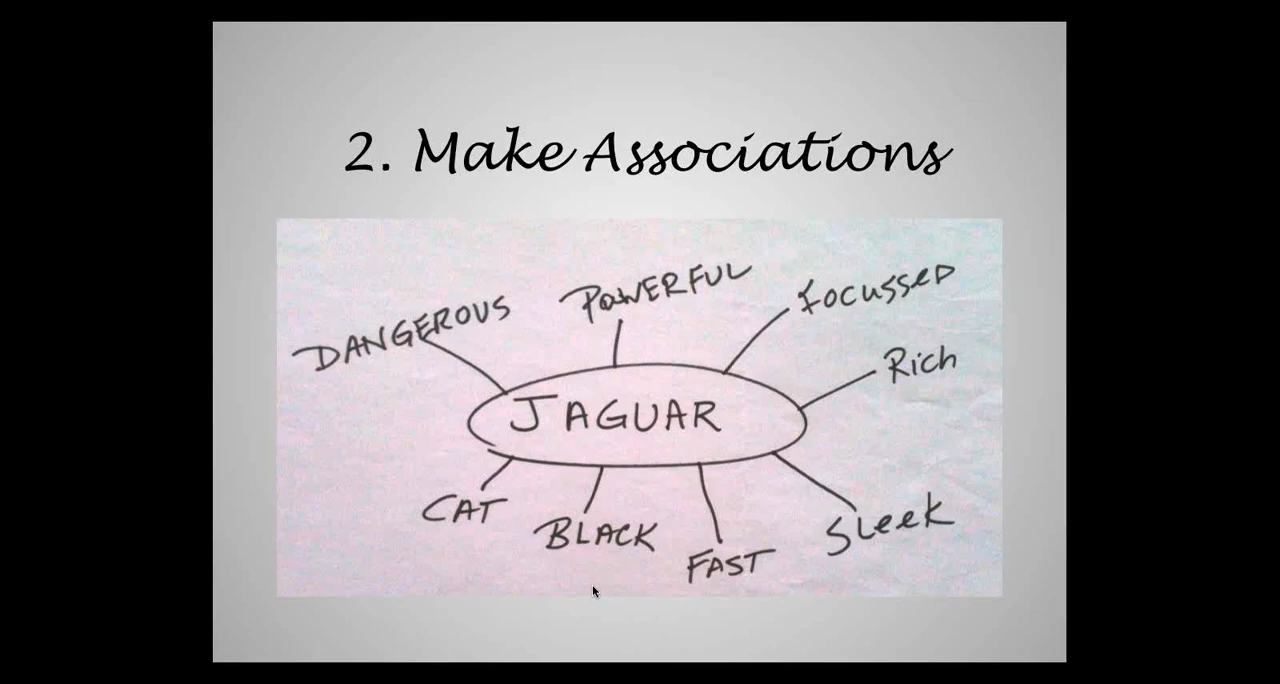 2. Make Associations
DANGEROUS
POWERFUL
focussed
Rich
JAGUAR
CAT
BLACK
FAST
Sleek